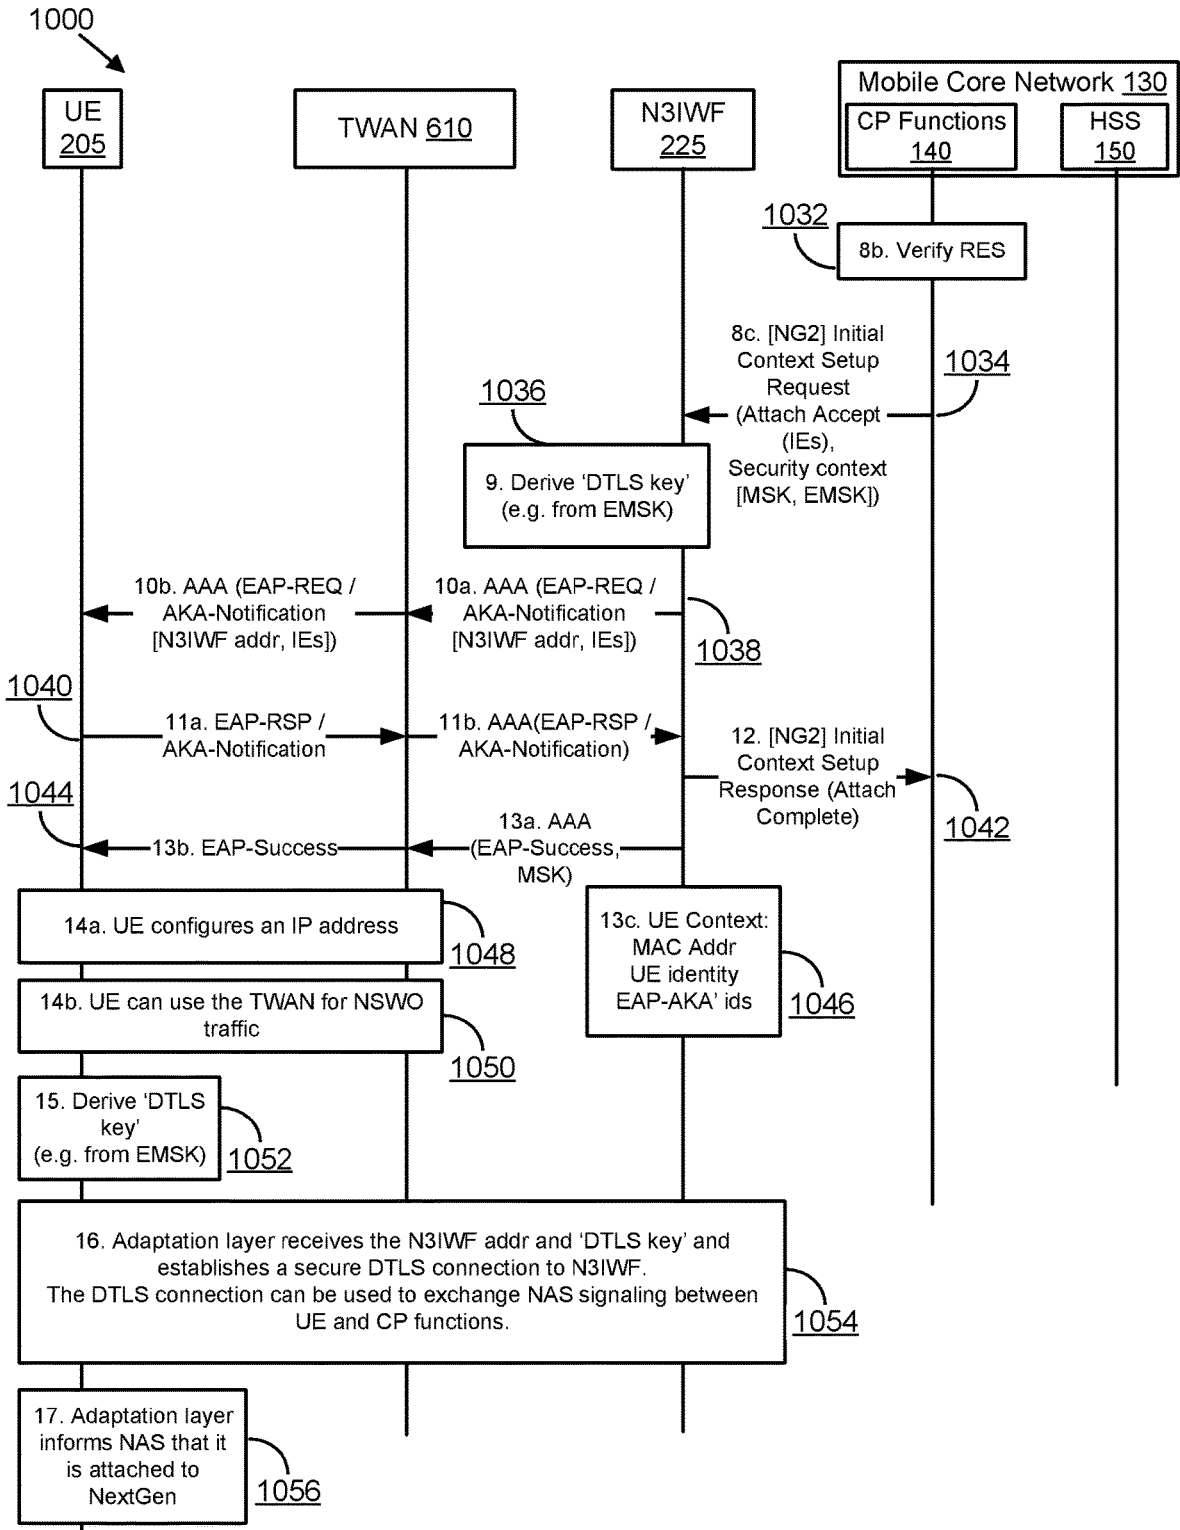 1000
UE
205
TWAN 610
N3IWF
225
Mobile Core Network 130
CP Functions
140
HSS
150
1032
8b. Verify RES
8c. [NG2] Initial
Context Setup
Request
(Attach Accept
(IEs),
Security context
[MSK, EMSK])
1034
1036
9. Derive ‘DTLS key’
(e.g. from EMSK)
10b. AAA (EAP-REQ /
AKA-Notification
[N3IWF addr, IEs])
10a. AAA (EAP-REQ /
AKA-Notification
[N3IWF addr, IEs])
1038
1040
11a. EAP-RSP /
AKA-Notification
11b. AAA(EAP-RSP /
AKA-Notification)
12. [NG2] Initial
Context Setup
Response (Attach
Complete)
1042
1044
13b. EAP-Success
13a. AAA
(EAP-Success,
MSK)
14a. UE configures an IP address
1048
13c. UE Context:
MAC Addr
UE identity
EAP-AKA’ ids
1046
14b. UE can use the TWAN for NSWO
traffic
1050
15. Derive ‘DTLS
key’
(e.g. from EMSK)
1052
16. Adaptation layer receives the N3IWF addr and ‘DTLS key’ and
establishes a secure DTLS connection to N3IWF.
The DTLS connection can be used to exchange NAS signaling between
UE and CP functions.
1054
17. Adaptation layer
informs NAS that it
is attached to
NextGen
1056